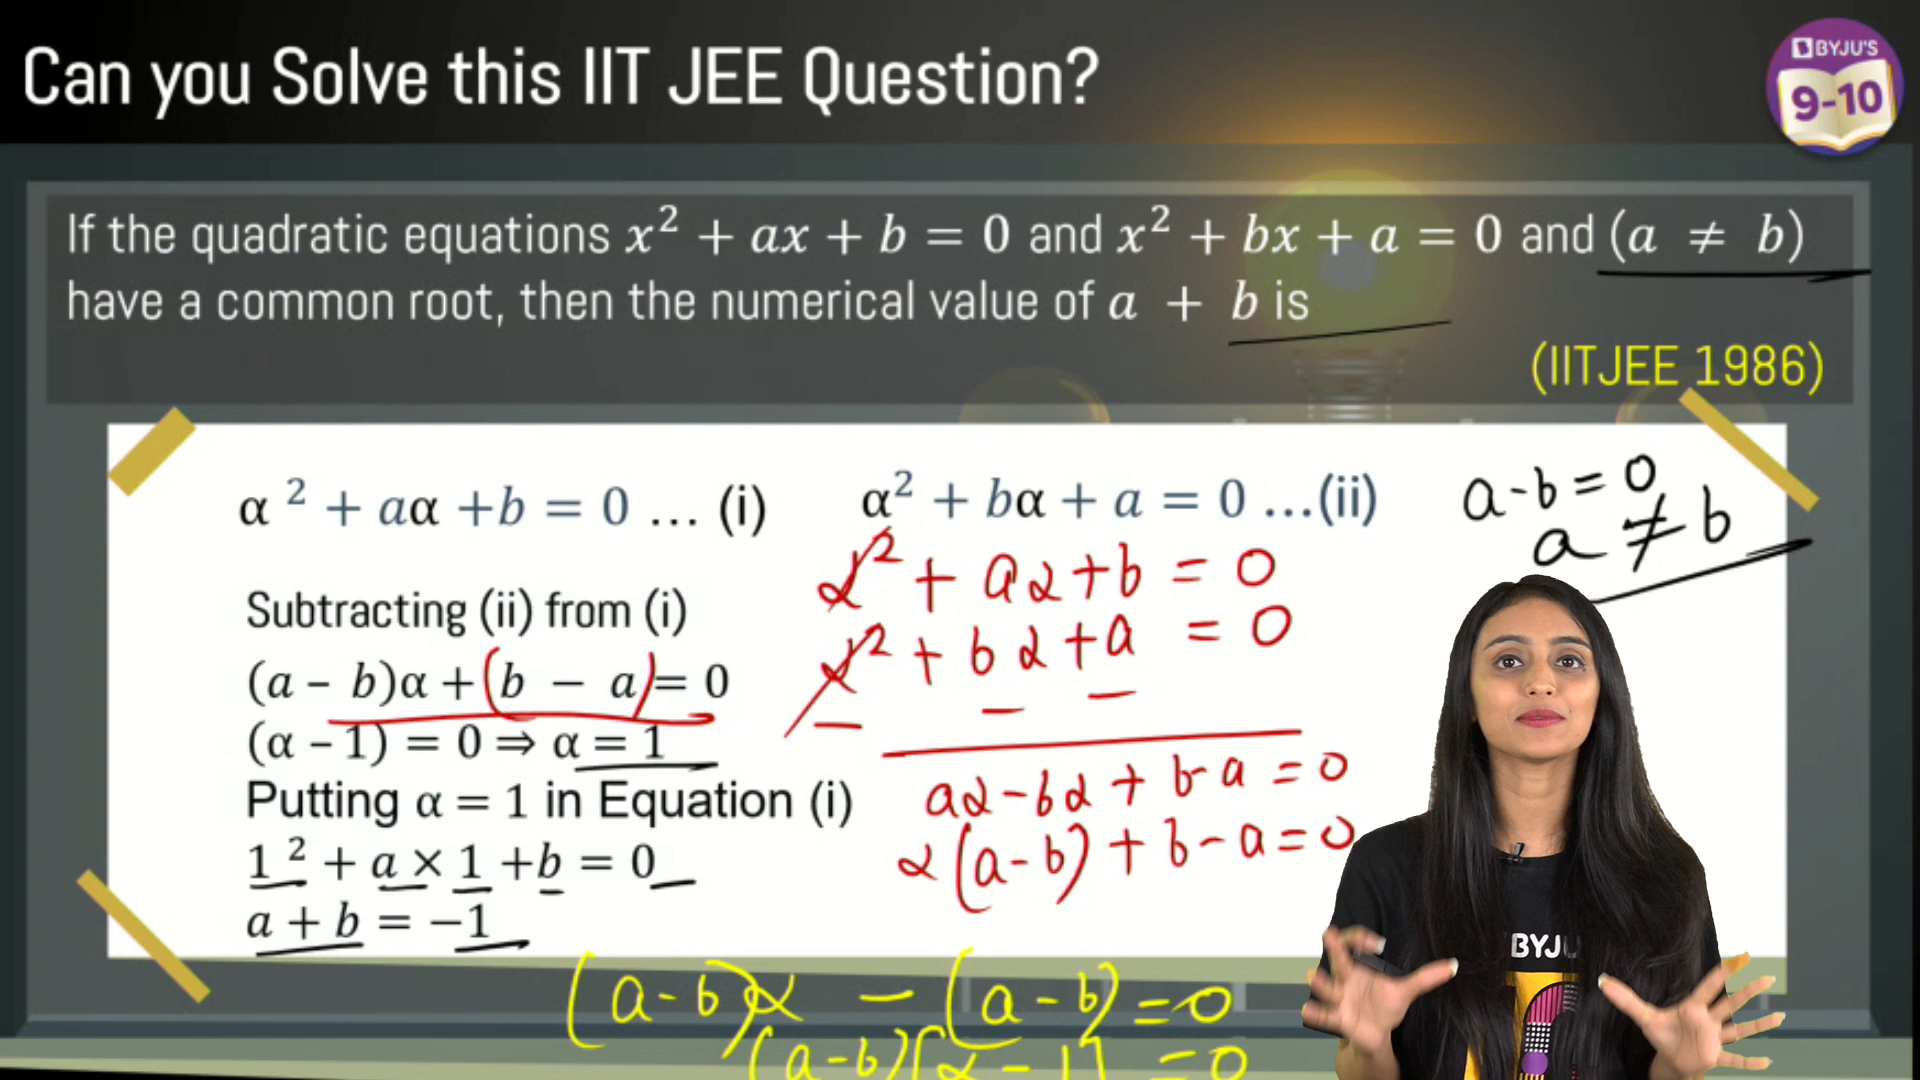 Can you Solve this IIT JEE Question?
BYJU'S
9-10
If the quadratic equations x² + ax + b = 0 and x² + bx + a = 0 and (a ≠ b)
have a common root, then the numerical value of a + b is
(IITJEE 1986)
α² + aα +b = 0 ... (i)
α² + bα + a = 0 ...(ii)
a-b=0
a ≠ b
α² + aα+b = 0
α² + bα +a = 0
– – –
aα-bα + b-a = 0
α(a-b) + b-a=0
Subtracting (ii) from (i)
(a – b)α +(b – a)= 0
(α – 1) = 0 ⇒ α = 1
Putting α = 1 in Equation (i)
1² + a × 1 +b = 0
a + b = –1
(a-b)α – (a-b)=0
(a-b)[α-1] =0
BYJU